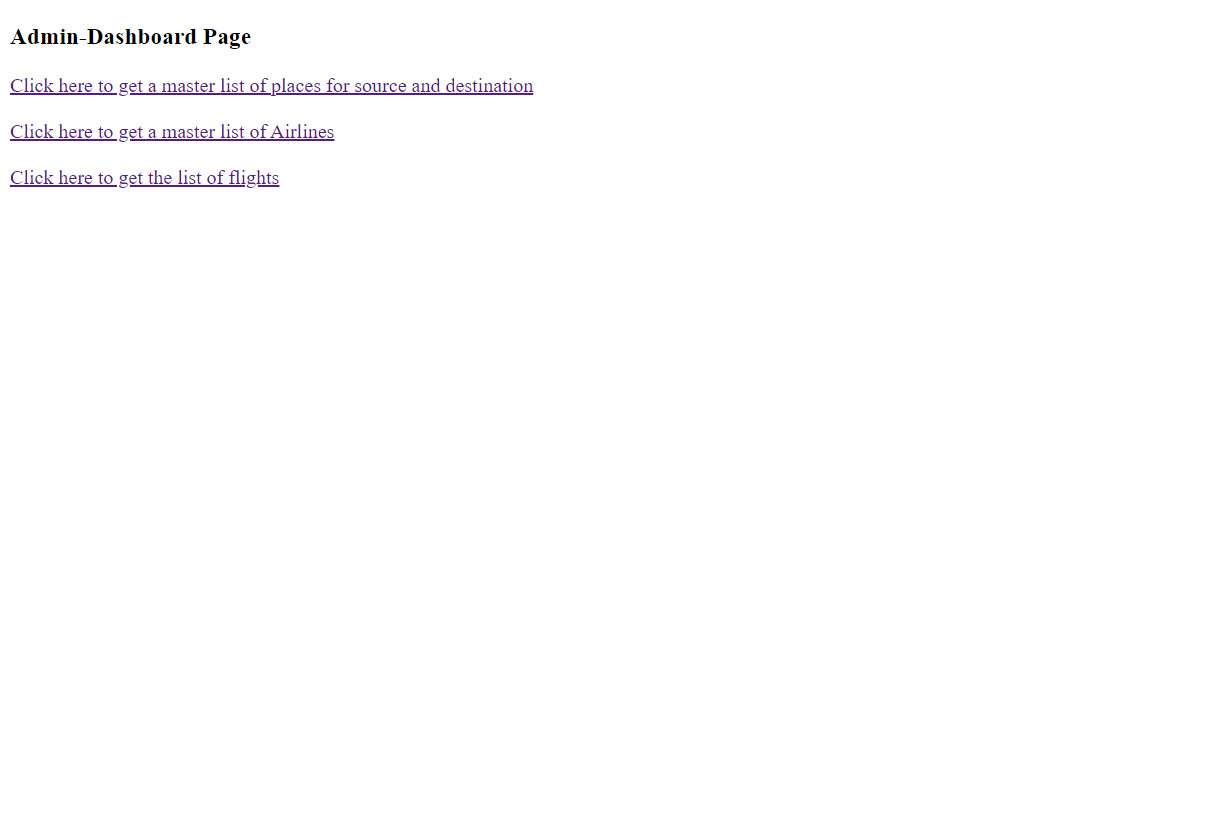 Admin-Dashboard Page
Click here to get a master list of places for source and destination
Click here to get a master list of Airlines
Click here to get the list of flights